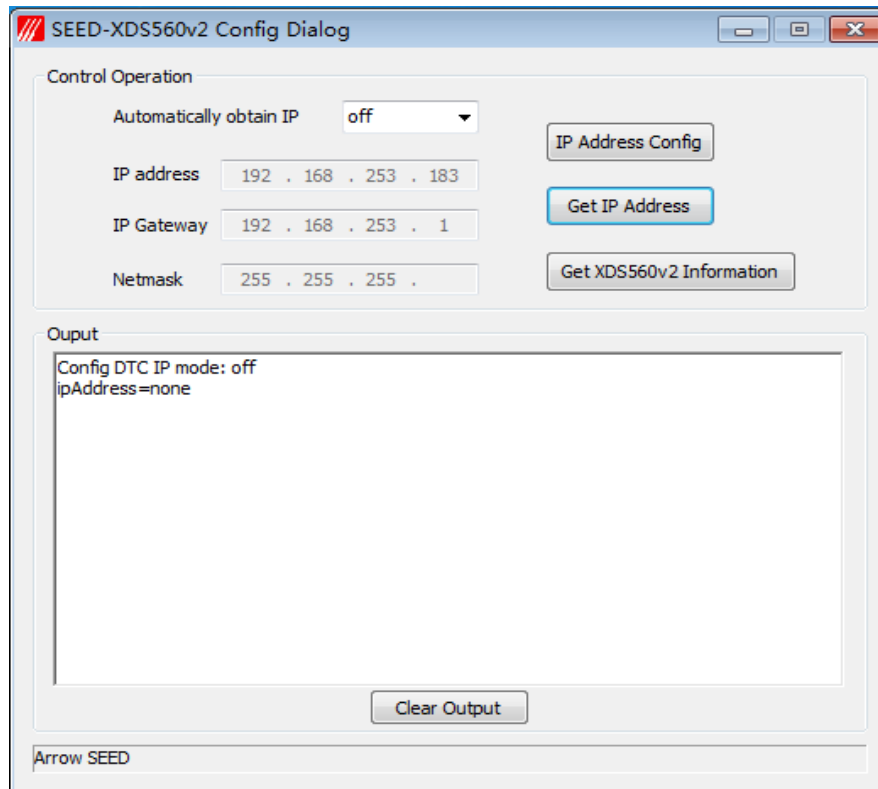 SEED-XDS560v2 Config Dialog
Control Operation
Automatically obtain IP off
IP Address Config
IP address 192 . 168 . 253 . 183
Get IP Address
IP Gateway 192 . 168 . 253 . 1
Get XDS560v2 Information
Netmask 255 . 255 . 255 .
Ouput
Config DTC IP mode: off
ipAddress=none
Clear Output
Arrow SEED